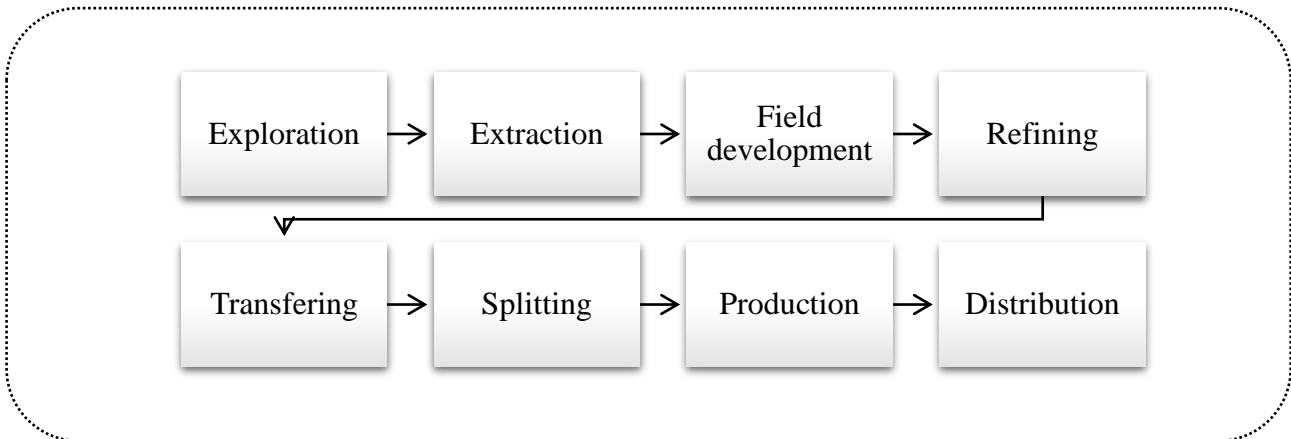 Exploration
Extraction
Field
development
Refining
Transfering
Splitting
Production
Distribution